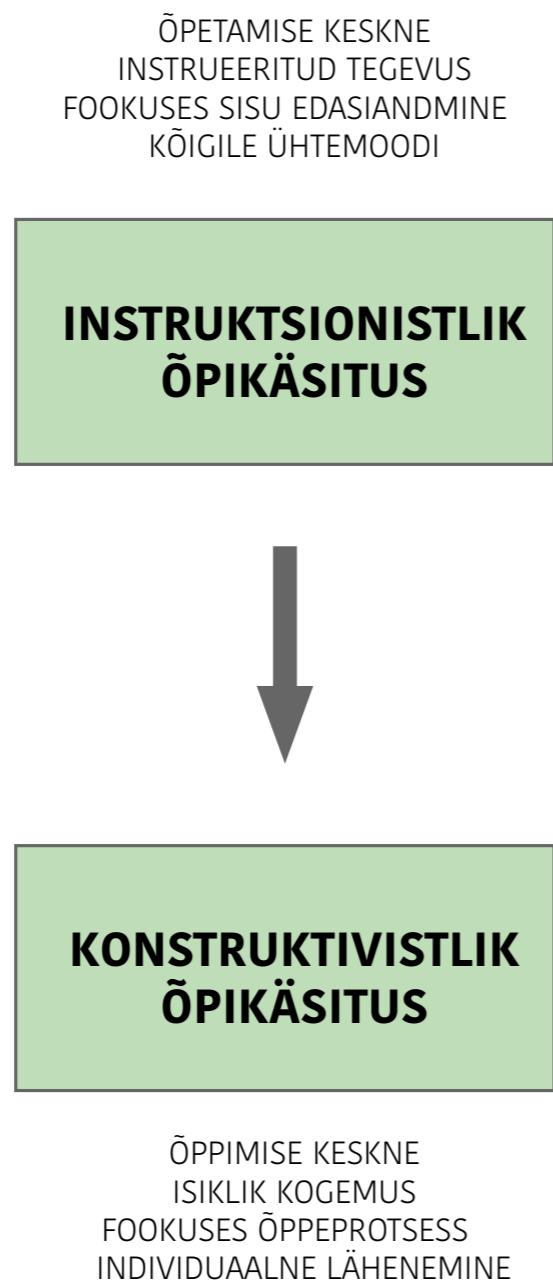 ÕPETAMISE KESKNE
INSTRUEERITUD TEGEVUS
FOOKUSES SISU EDASIANDMINE
KÕIGILE ÜHTEMOODI
INSTRUKTSIONISTLIK
ÕPIKÄSITUS
KONSTRUKTIVISTLIK
ÕPIKÄSITUS
ÕPPIMISE KESKNE
ISIKLIK KOGEMUS
FOOKUSES ÕPPEPROTSESS
INDIVIDUAALNE LÄHENEMINE